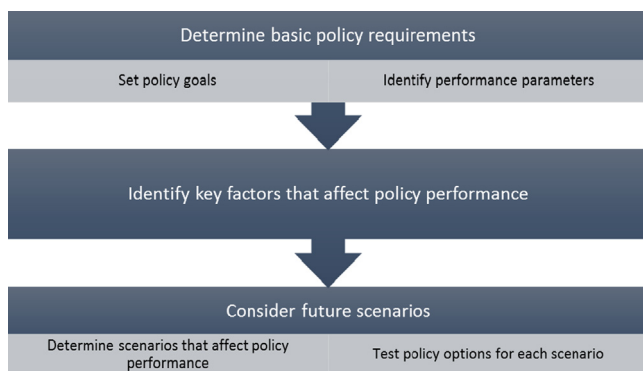 Determine basic policy requirements
Set policy goals
Identify performance parameters
Identify key factors that affect policy performance
Consider future scenarios
Determine scenarios that affect policy
performance
Test policy options for each scenario